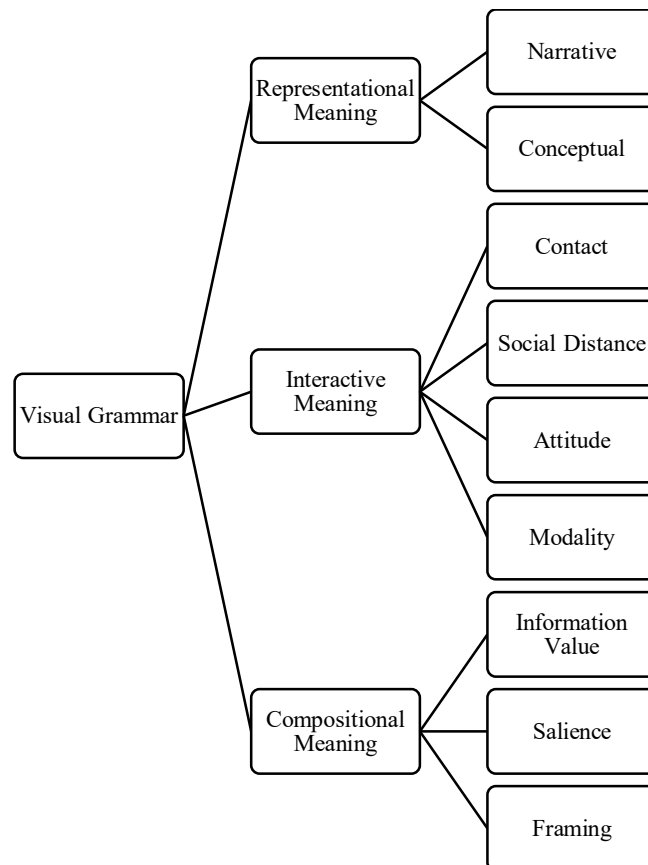 Visual Grammar
Representational
Meaning
Narrative
Conceptual
Interactive
Meaning
Contact
Social Distance
Attitude
Modality
Compositional
Meaning
Information
Value
Salience
Framing